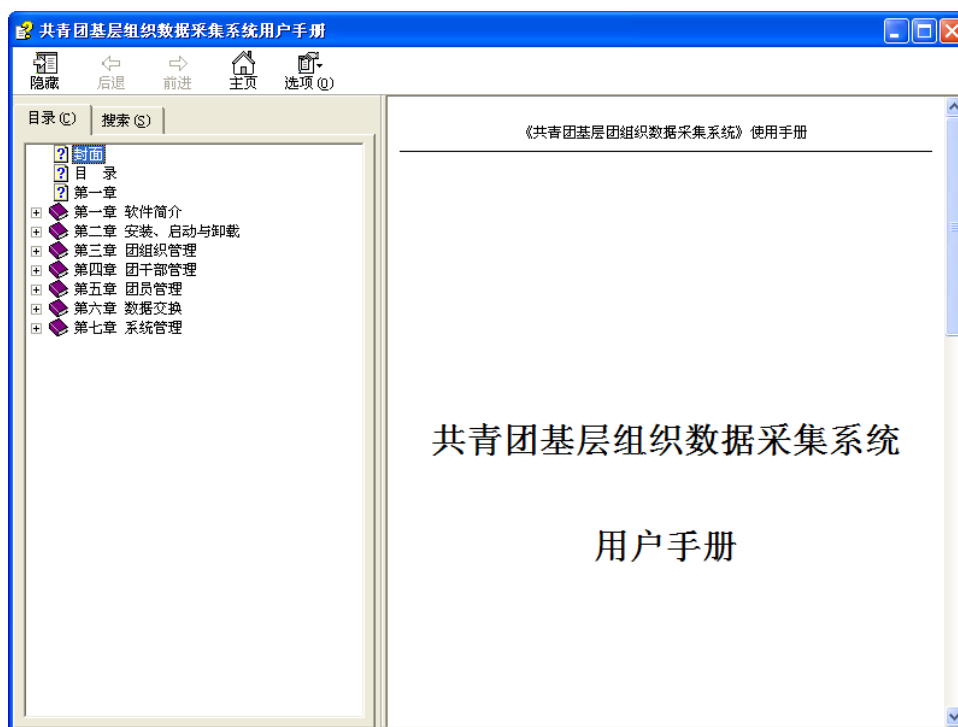 共青团基层组织数据采集系统用户手册
隐藏 后退 前进 主页 选项(O)
目录(C) 搜索(S)
封面
目 录
第一章
第一章 软件简介
第二章 安装、启动与卸载
第三章 团组织管理
第四章 团干部管理
第五章 团员管理
第六章 数据交换
第七章 系统管理
《共青团基层团组织数据采集系统》使用手册
共青团基层组织数据采集系统
用户手册